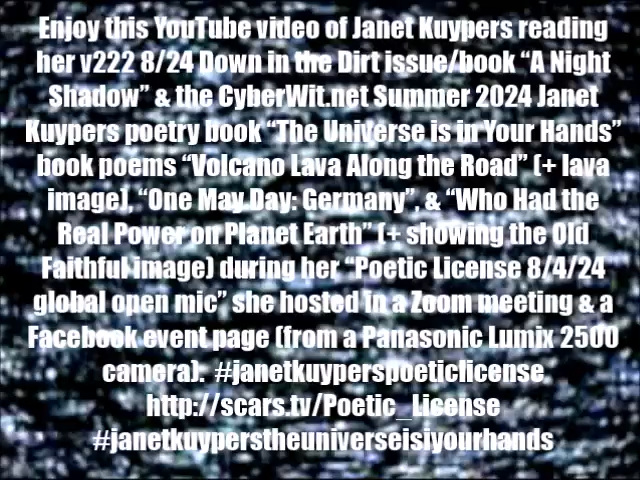 Enjoy this YouTube video of Janet Kuypers reading
her v222 8/24 Down in the Dirt issue/book “A Night
Shadow” & the CyberWit.net Summer 2024 Janet
Kuypers poetry book “The Universe is in Your Hands”
book poems “Volcano Lava Along the Road” (+ lava
image), “One May Day: Germany”, & “Who Had the
Real Power on Planet Earth” (+ showing the Old
Faithful image) during her “Poetic License 8/4/24
global open mic” she hosted in a Zoom meeting & a
Facebook event page (from a Panasonic Lumix 2500
camera).  #janetkuyperspoeticlicense
http://scars.tv/Poetic_License
#janetkuyperstheuniverseisiyourhands